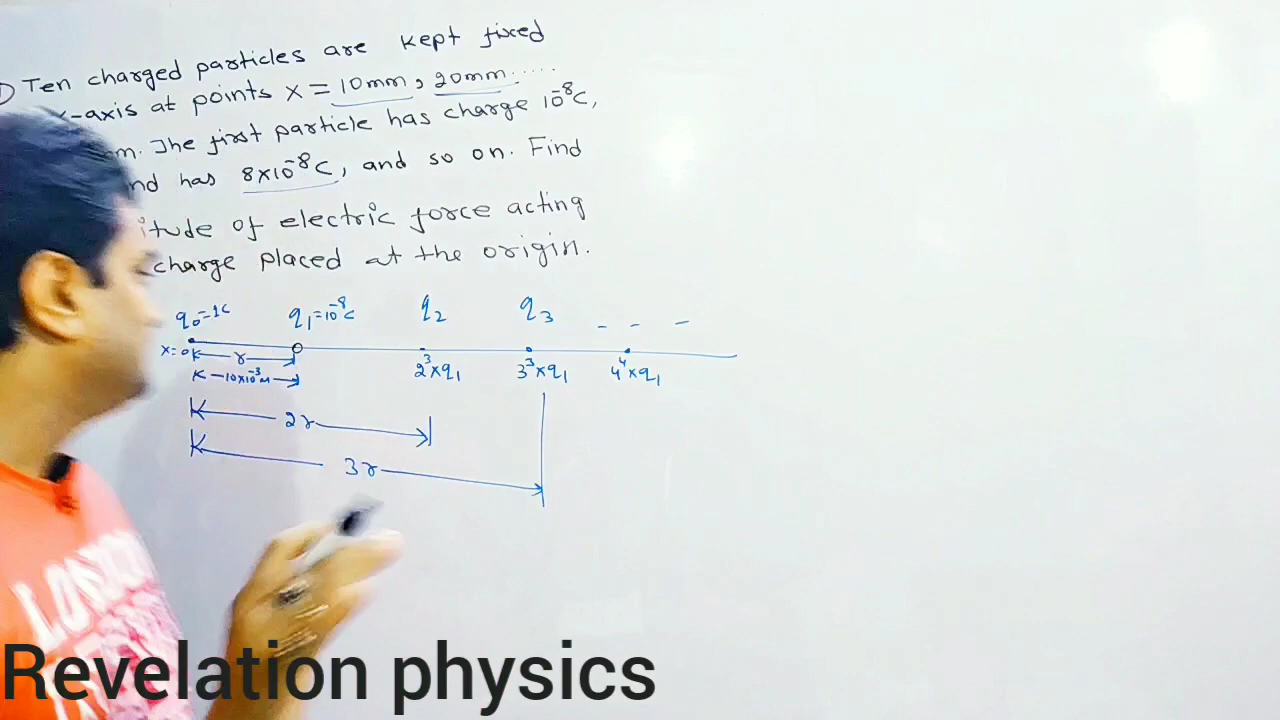 Ten charged particles are kept fixed
x-axis at points x = 10mm, 20mm.....
m. The first particle has charge 10⁻⁸C,
nd has 8×10⁻⁸C, and so on. Find
itude of electric force acting
charge placed at the origin.
q₀=1C q₁=10⁻⁸C q₂ q₃ - - -
x=0 r 2³×q₁ 3³×q₁ 4⁴×q₁
10×10⁻³M
2r
3r
LONDON
Revelation physics